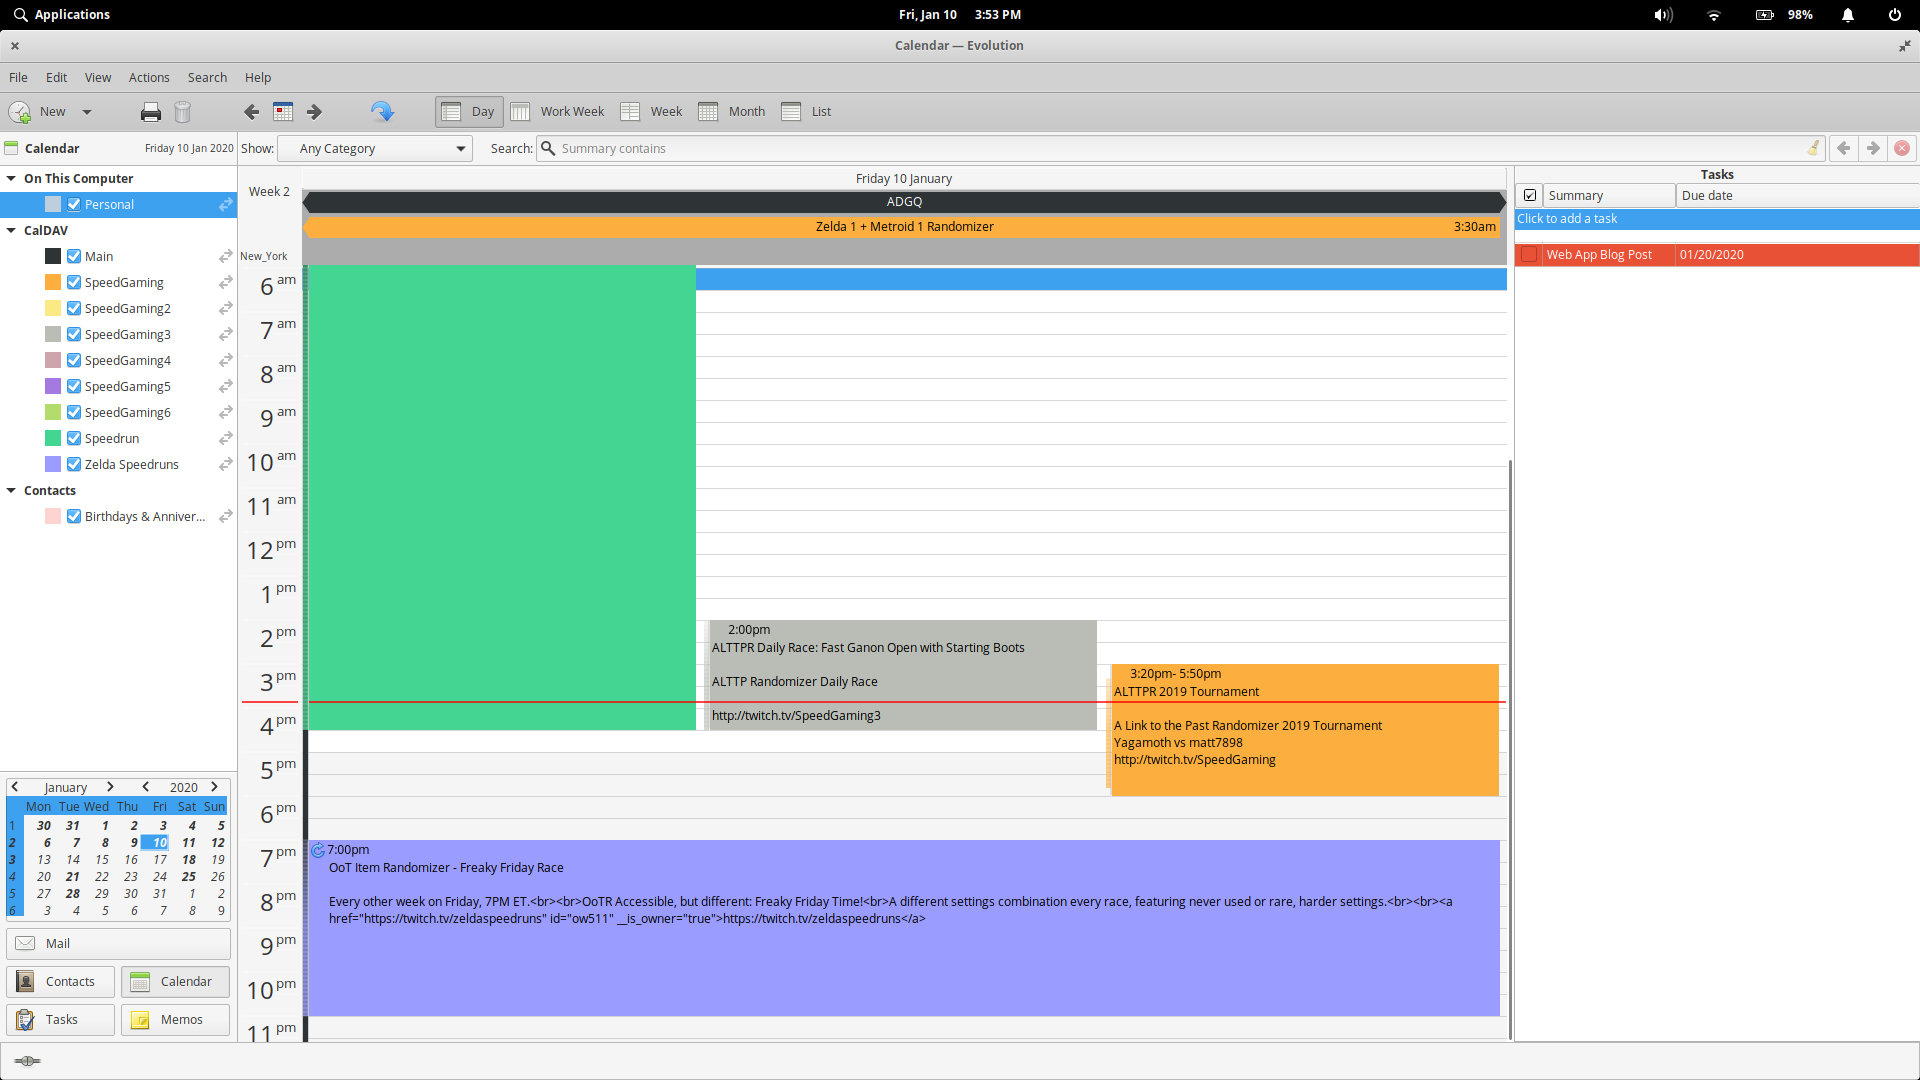 Applications
Fri, Jan 10 3:53 PM
98%
Calendar — Evolution
File Edit View Actions Search Help
New
Day Work Week Week Month List
Calendar Friday 10 Jan 2020
Show: Any Category Search: Summary contains
On This Computer
Personal
CalDAV
Main
SpeedGaming
SpeedGaming2
SpeedGaming3
SpeedGaming4
SpeedGaming5
SpeedGaming6
Speedrun
Zelda Speedruns
Contacts
Birthdays & Anniver...
January 2020
Mon Tue Wed Thu Fri Sat Sun
1 30 31 1 2 3 4 5
2 6 7 8 9 10 11 12
3 13 14 15 16 17 18 19
4 20 21 22 23 24 25 26
5 27 28 29 30 31 1 2
6 3 4 5 6 7 8 9
Mail
Contacts Calendar
Tasks Memos
Friday 10 January
Week 2
ADGQ
Zelda 1 + Metroid 1 Randomizer 3:30am
New_York
6 am
7 am
8 am
9 am
10 am
11 am
12 pm
1 pm
2 pm
3 pm
4 pm
5 pm
6 pm
7 pm
8 pm
9 pm
10 pm
11 pm
2:00pm
ALTTPR Daily Race: Fast Ganon Open with Starting Boots
ALTTP Randomizer Daily Race
http://twitch.tv/SpeedGaming3
3:20pm- 5:50pm
ALTTPR 2019 Tournament
A Link to the Past Randomizer 2019 Tournament
Yagamoth vs matt7898
http://twitch.tv/SpeedGaming
7:00pm
OoT Item Randomizer - Freaky Friday Race
Every other week on Friday, 7PM ET.<br><br>OoTR Accessible, but different: Freaky Friday Time!<br>A different settings combination every race, featuring never used or rare, harder settings.<br><br><a
href="https://twitch.tv/zeldaspeedruns" id="ow511" __is_owner="true">https://twitch.tv/zeldaspeedruns</a>
Tasks
Summary Due date
Click to add a task
Web App Blog Post 01/20/2020